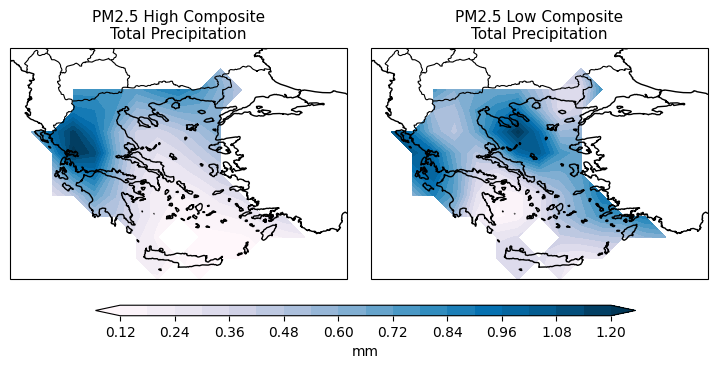 PM2.5 High Composite
Total Precipitation
PM2.5 Low Composite
Total Precipitation
0.12 0.24 0.36 0.48 0.60 0.72 0.84 0.96 1.08 1.20
mm